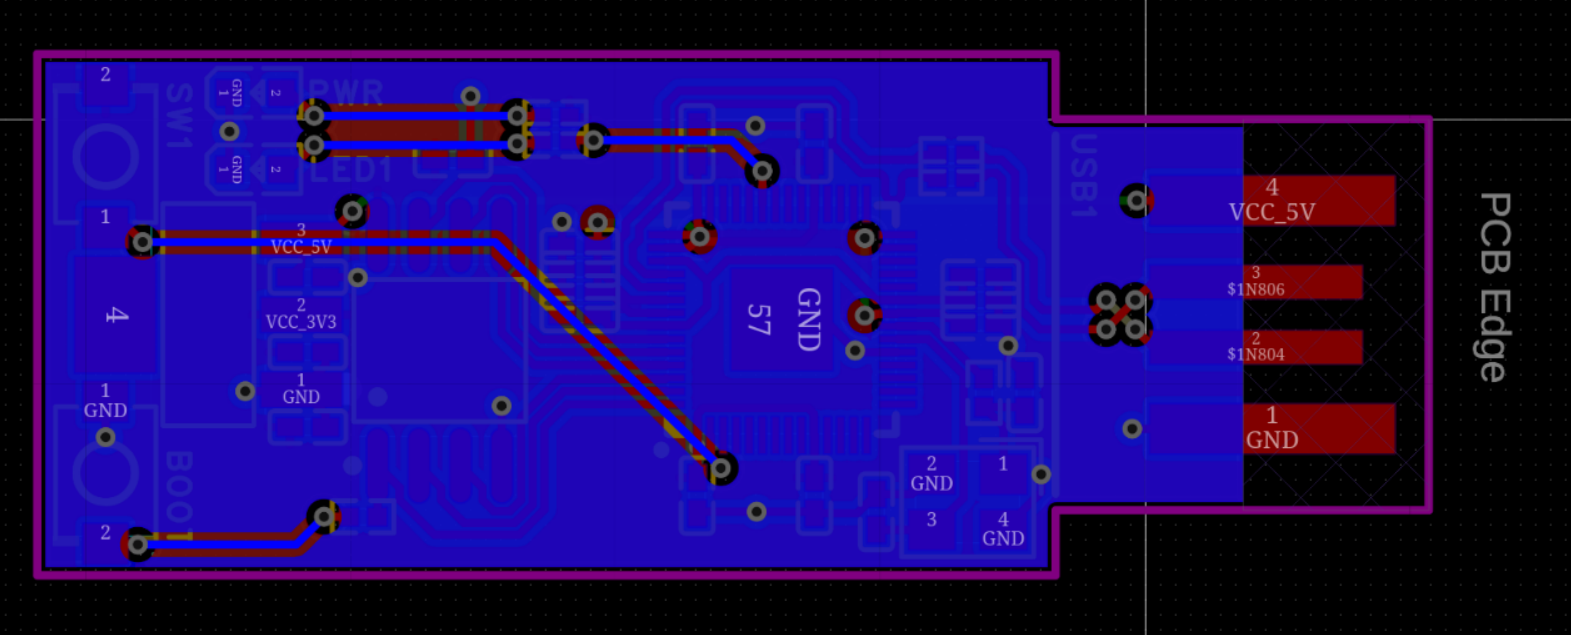 2
SW1
1
GND
2
PWR
1
GND
2
LED1
1
3
VCC_5V
4
2
VCC_3V3
1
GND
1
GND
BOOT
2
57
GND
USB1
4
VCC_5V
3
$1N806
2
$1N804
1
GND
2
GND
1
3
4
GND
PCB Edge